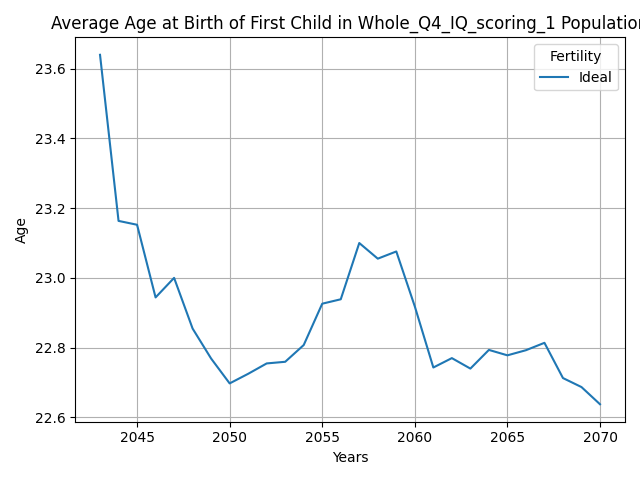 Average Age at Birth of First Child in Whole_Q4_IQ_scoring_1 Population
Fertility
Ideal
23.6
23.4
23.2
23.0
22.8
22.6
Age
2045 2050 2055 2060 2065 2070
Years